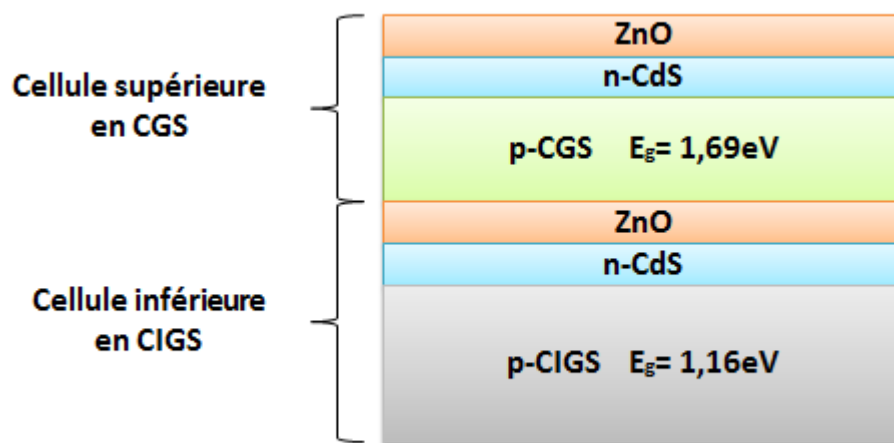 ZnO
n-CdS
Cellule supérieure
en CGS
p-CGS Eg= 1,69eV
ZnO
n-CdS
Cellule inférieure
en CIGS
p-CIGS Eg= 1,16eV